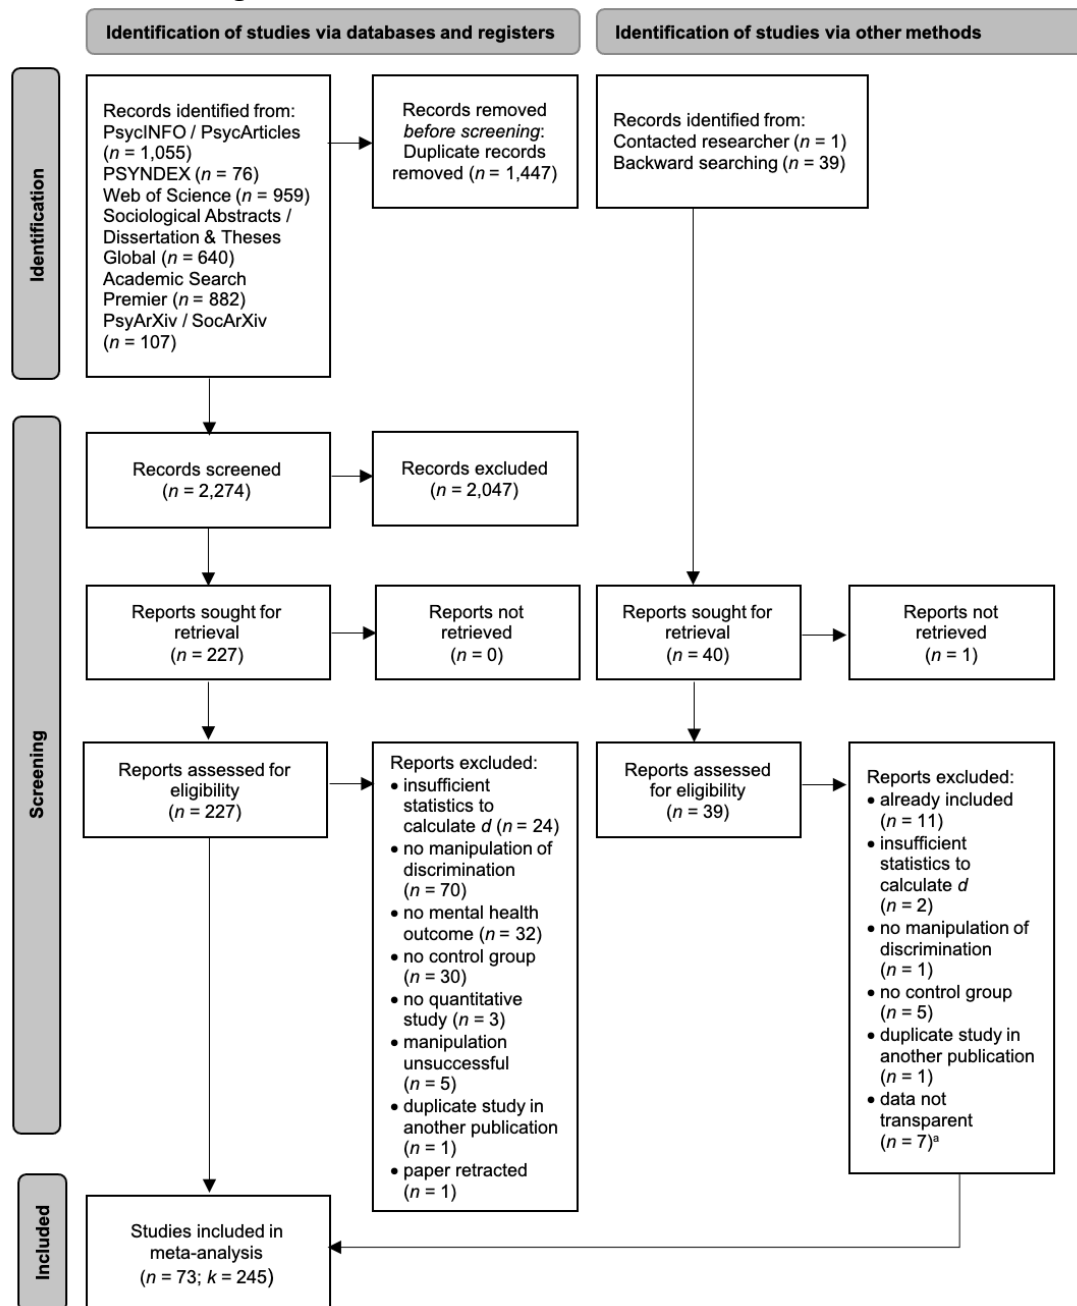 Identification of studies via databases and registers
Identification of studies via other methods
Identification
Records identified from:
PsycINFO / PsycArticles
(n = 1,055)
PSYNDEX (n = 76)
Web of Science (n = 959)
Sociological Abstracts /
Dissertation & Theses
Global (n = 640)
Academic Search
Premier (n = 882)
PsyArXiv / SocArXiv
(n = 107)
Records removed
before screening:
Duplicate records
removed (n = 1,447)
Records identified from:
Contacted researcher (n = 1)
Backward searching (n = 39)
Screening
Records screened
(n = 2,274)
Records excluded
(n = 2,047)
Reports sought for
retrieval
(n = 227)
Reports not
retrieved
(n = 0)
Reports sought for
retrieval
(n = 40)
Reports not
retrieved
(n = 1)
Reports assessed for
eligibility
(n = 227)
Reports excluded:
• insufficient
statistics to
calculate d (n = 24)
• no manipulation of
discrimination
(n = 70)
• no mental health
outcome (n = 32)
• no control group
(n = 30)
• no quantitative
study (n = 3)
• manipulation
unsuccessful
(n = 5)
• duplicate study in
another publication
(n = 1)
• paper retracted
(n = 1)
Reports assessed
for eligibility
(n = 39)
Reports excluded:
• already included
(n = 11)
• insufficient
statistics to
calculate d
(n = 2)
• no manipulation of
discrimination
(n = 1)
• no control group
(n = 5)
• duplicate study in
another publication
(n = 1)
• data not
transparent
(n = 7)ᵃ
Included
Studies included in
meta-analysis
(n = 73; k = 245)